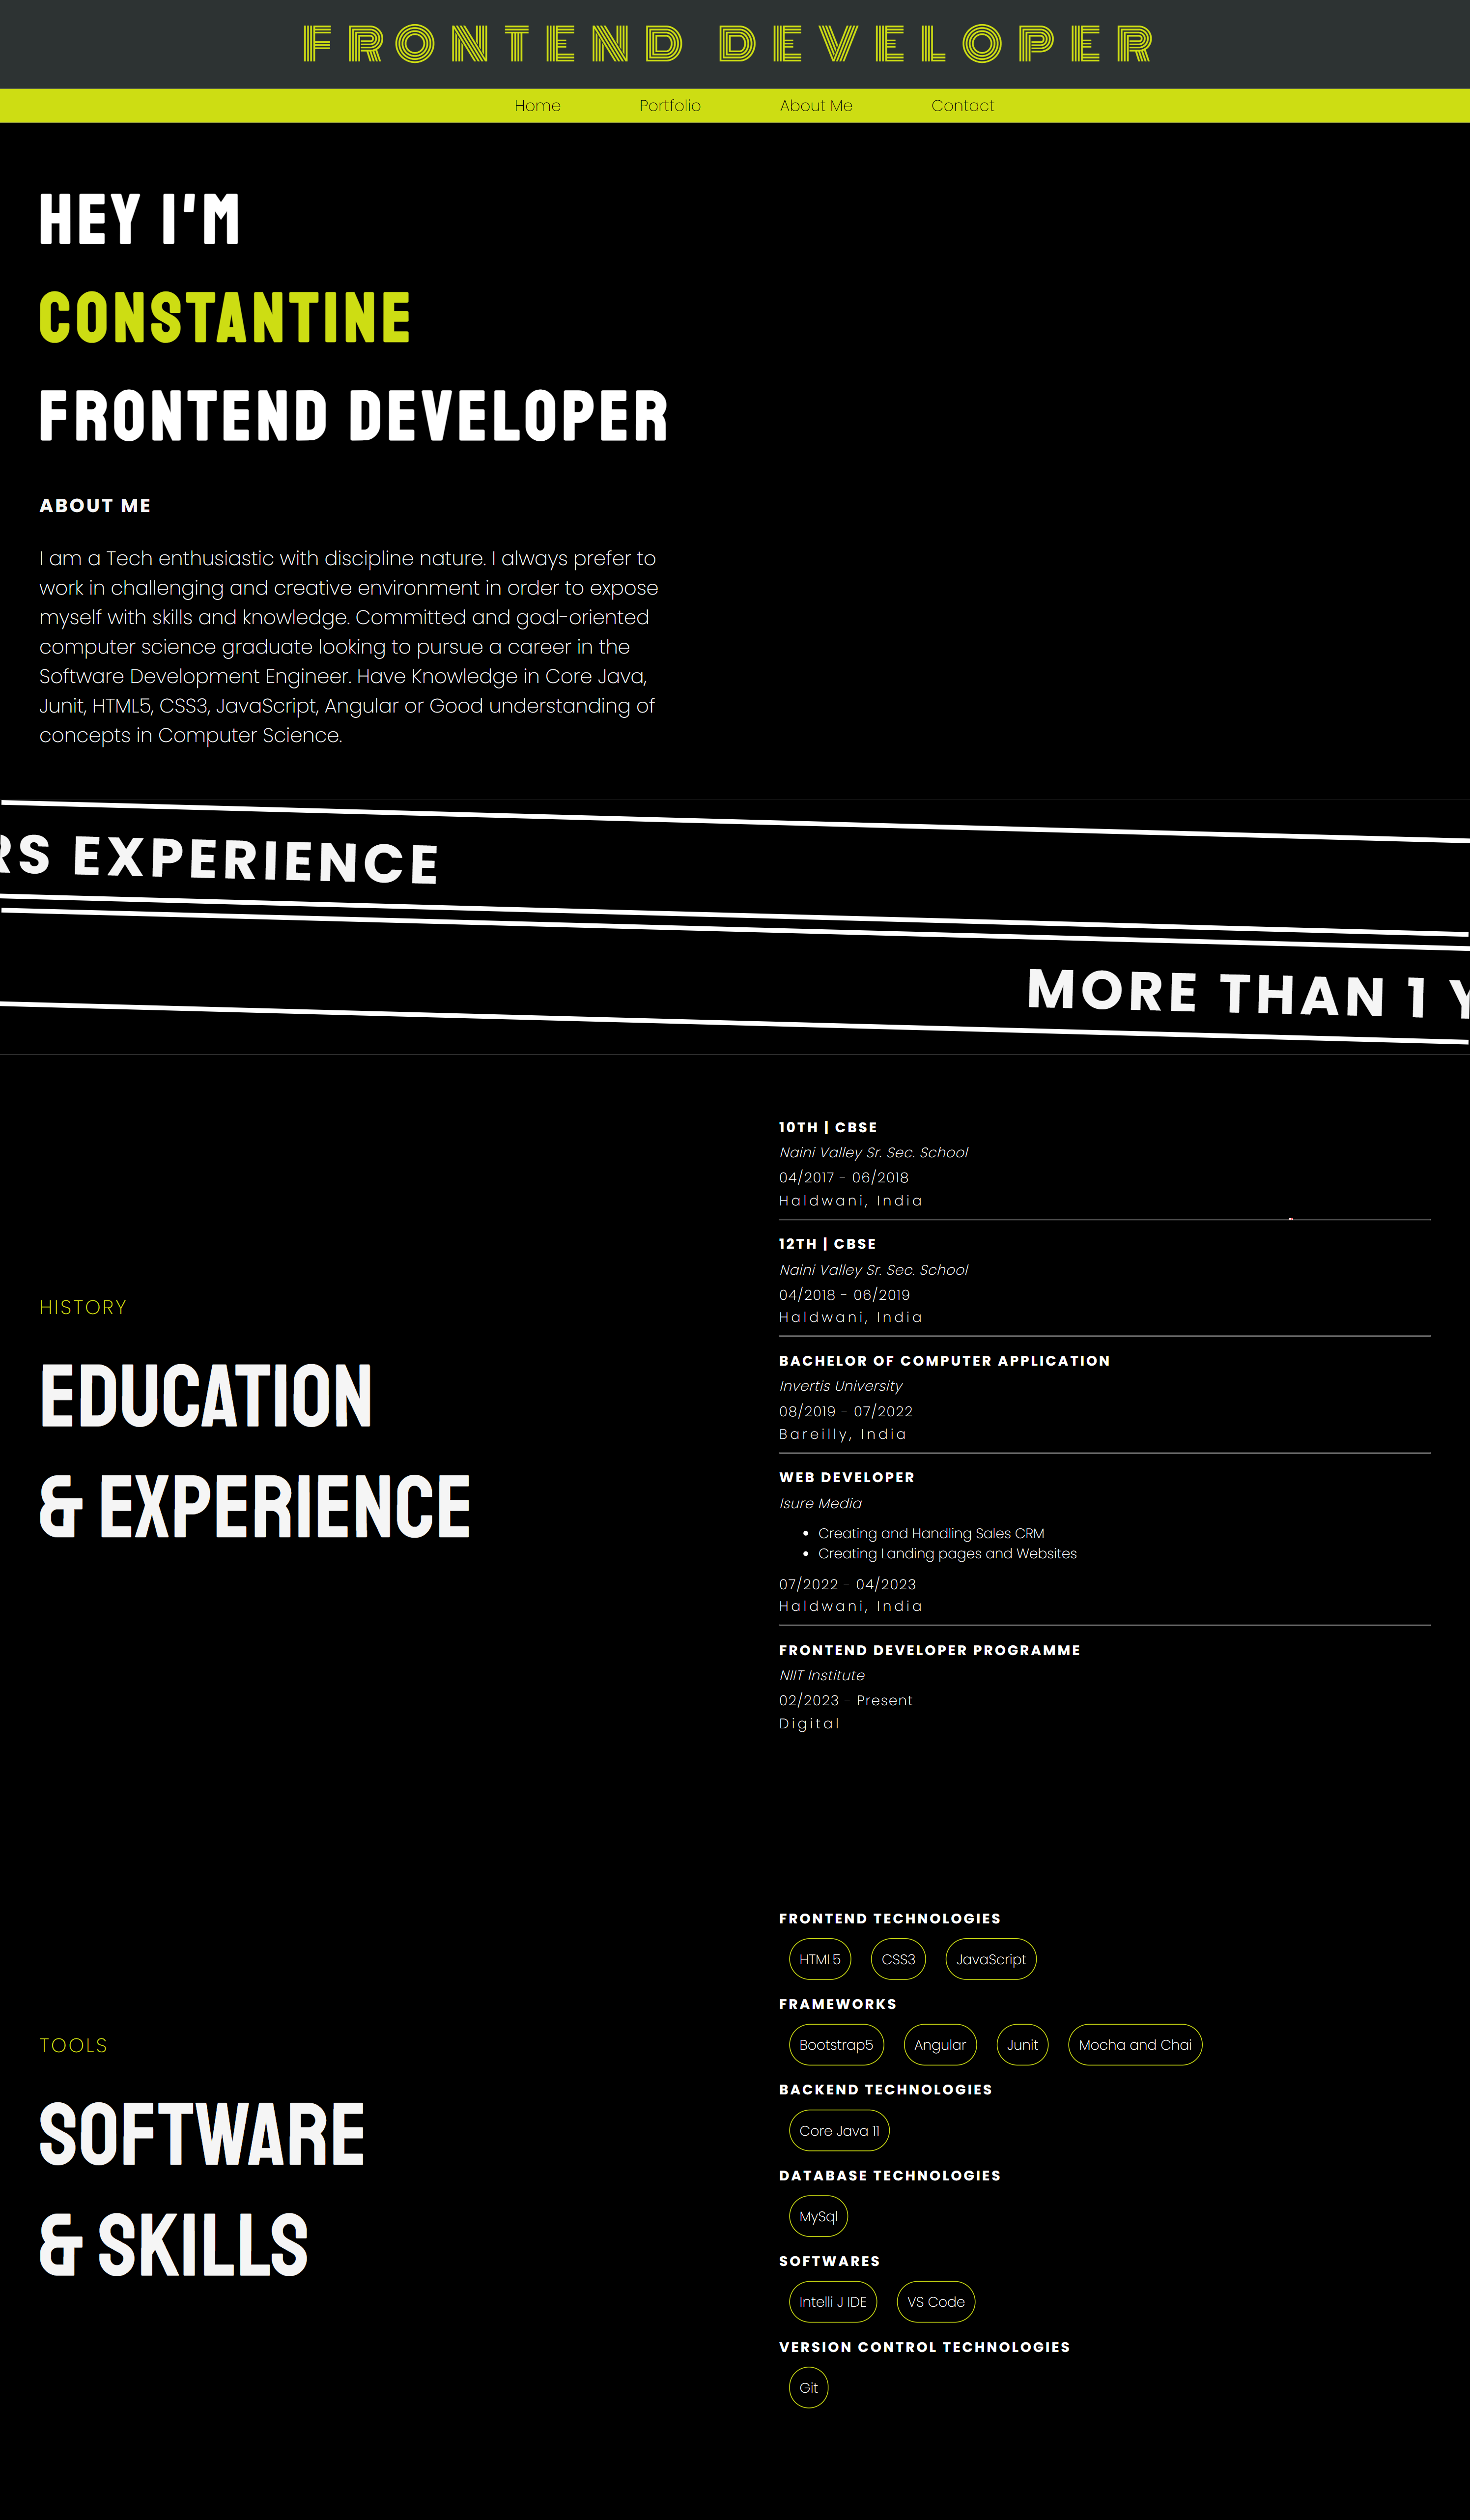 FRONTEND DEVELOPER
Home Portfolio About Me Contact
HEY I'M
CONSTANTINE
FRONTEND DEVELOPER
ABOUT ME
I am a Tech enthusiastic with discipline nature. I always prefer to
work in challenging and creative environment in order to expose
myself with skills and knowledge. Committed and goal-oriented
computer science graduate looking to pursue a career in the
Software Development Engineer. Have Knowledge in Core Java,
Junit, HTML5, CSS3, JavaScript, Angular or Good understanding of
concepts in Computer Science.
RS EXPERIENCE
MORE THAN 1 Y
HISTORY
EDUCATION
& EXPERIENCE
10TH | CBSE
Naini Valley Sr. Sec. School
04/2017 - 06/2018
Haldwani, India
12TH | CBSE
Naini Valley Sr. Sec. School
04/2018 - 06/2019
Haldwani, India
BACHELOR OF COMPUTER APPLICATION
Invertis University
08/2019 - 07/2022
Bareilly, India
WEB DEVELOPER
Isure Media
• Creating and Handling Sales CRM
• Creating Landing pages and Websites
07/2022 - 04/2023
Haldwani, India
FRONTEND DEVELOPER PROGRAMME
NIIT Institute
02/2023 - Present
Digital
TOOLS
SOFTWARE
& SKILLS
FRONTEND TECHNOLOGIES
HTML5 CSS3 JavaScript
FRAMEWORKS
Bootstrap5 Angular Junit Mocha and Chai
BACKEND TECHNOLOGIES
Core Java 11
DATABASE TECHNOLOGIES
MySql
SOFTWARES
Intelli J IDE VS Code
VERSION CONTROL TECHNOLOGIES
Git